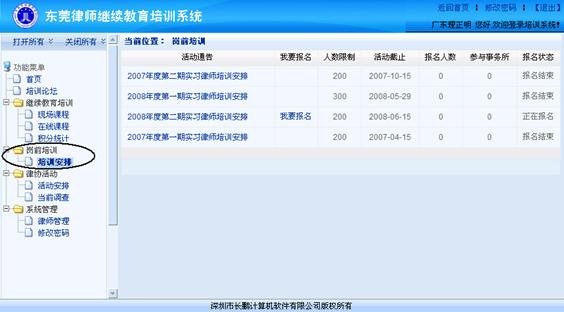 东莞律师继续教育培训系统
返回首页 | 修改密码 | 【退出】
广东理正明 您好,欢迎登录培训系统!
打开所有 关闭所有
当前位置: 岗前培训
功能菜单
首页
培训论坛
继续教育培训
现场课程
在线课程
积分统计
岗前培训
培训安排
律协活动
活动安排
当前调查
系统管理
律师管理
修改密码
活动通告 我要报名 人数限制 活动截止 报名人数 参与事务所 报名状态
2007年度第二期实习律师培训安排 200 2007-10-15 0 0 报名结束
2008年度第一期实习律师培训安排 300 2008-05-29 0 0 报名结束
2008年度第二期实习律师培训安排 我要报名 200 2008-06-15 0 0 正在报名
2007年度第一期实习律师培训安排 200 2007-04-15 0 0 报名结束
深圳市长鹏计算机软件有限公司版权所有